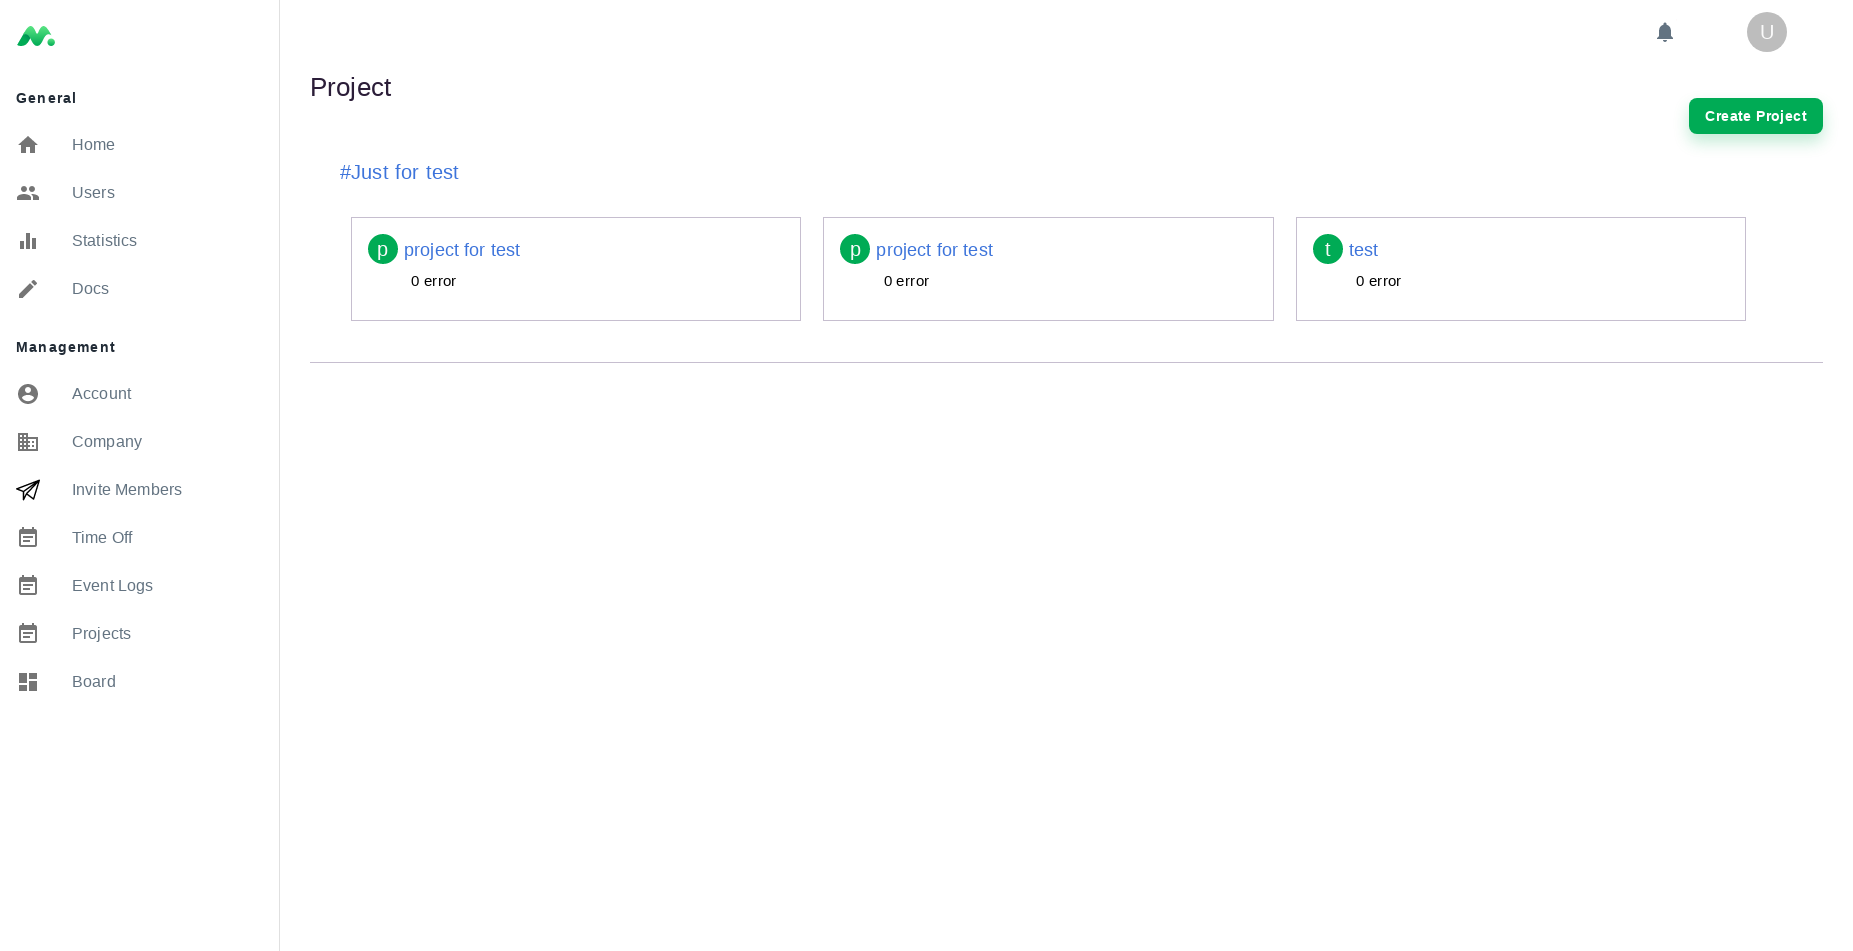 U
Project
Create Project
General
Home
Users
Statistics
Docs
Management
Account
Company
Invite Members
Time Off
Event Logs
Projects
Board
#Just for test
p project for test
0 error
p project for test
0 error
t test
0 error